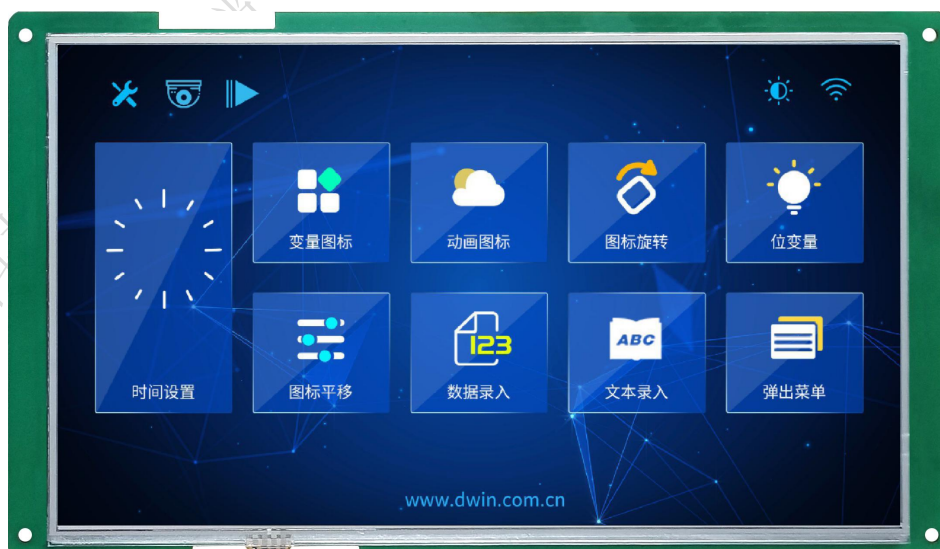 变量图标
动画图标
图标旋转
位变量
时间设置
图标平移
123
数据录入
ABC
文本录入
弹出菜单
www.dwin.com.cn